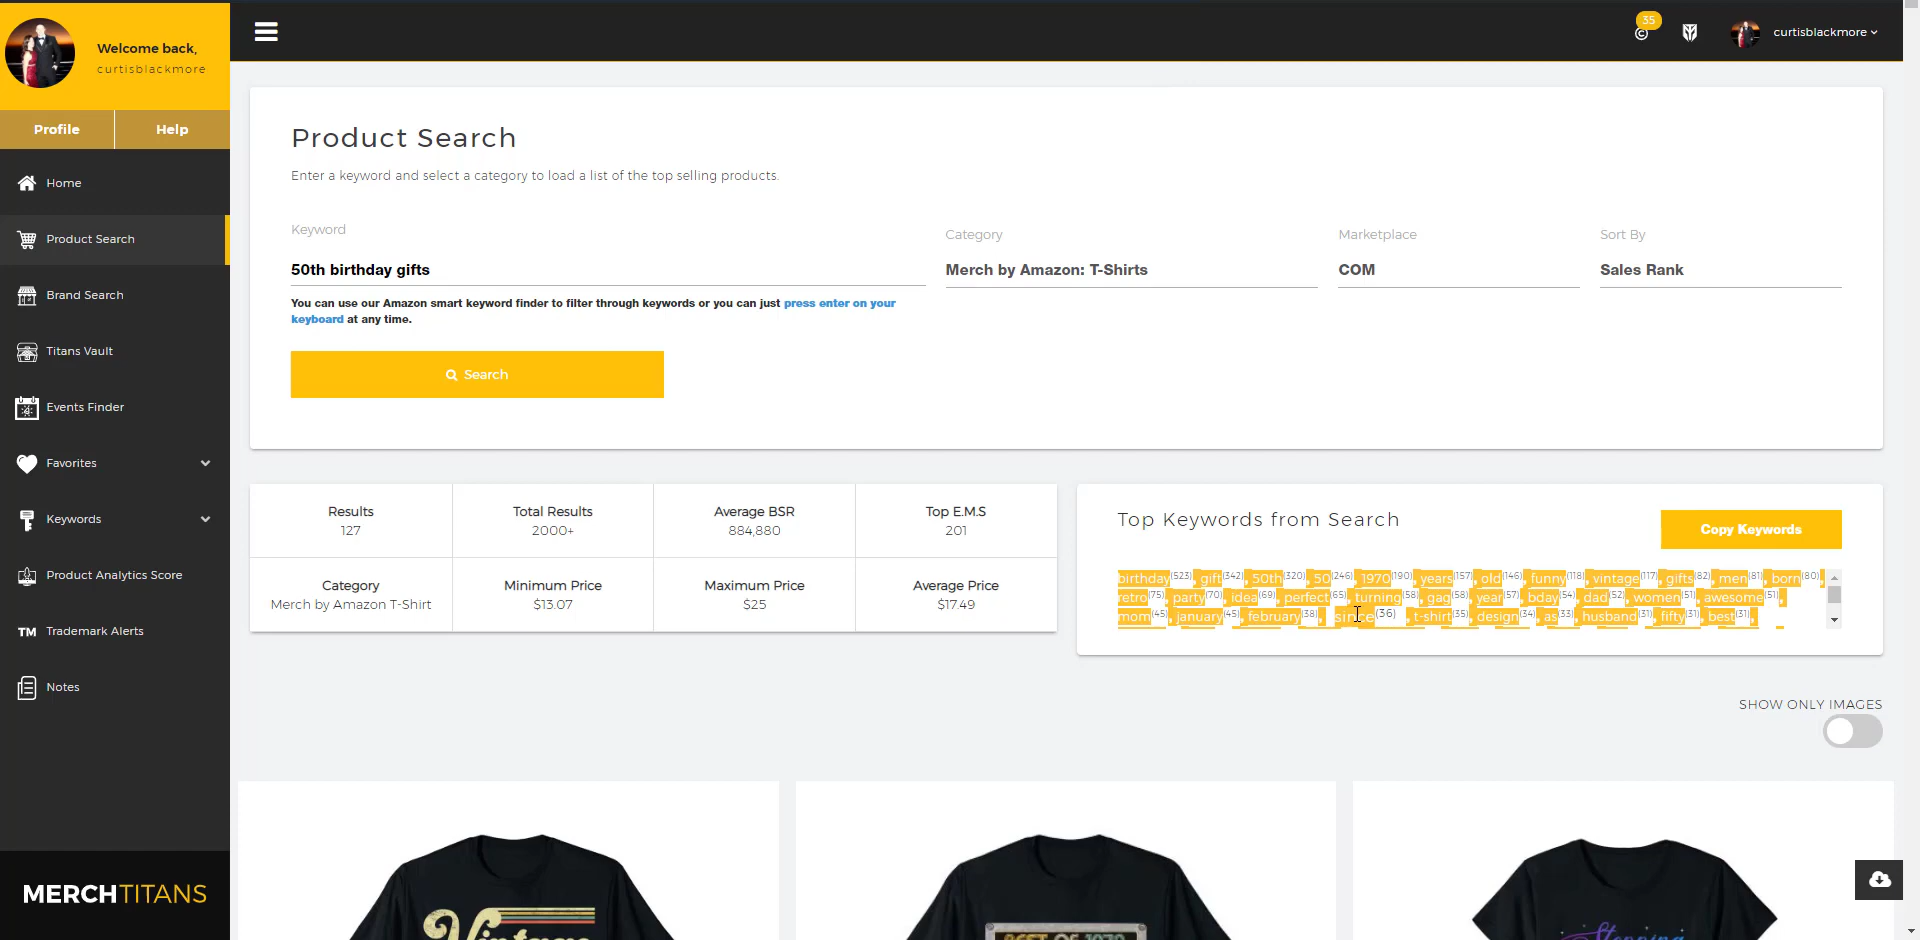 Welcome back,
curtisblackmore
Profile
Help
Home
Product Search
Brand Search
Titans Vault
Events Finder
Favorites
Keywords
Product Analytics Score
TM Trademark Alerts
Notes
MERCHTITANS
35
curtisblackmore
Product Search
Enter a keyword and select a category to load a list of the top selling products.
Keyword
50th birthday gifts
You can use our Amazon smart keyword finder to filter through keywords or you can just press enter on your
keyboard at any time.
Category
Merch by Amazon: T-Shirts
Marketplace
COM
Sort By
Sales Rank
Search
Results
127
Total Results
2000+
Average BSR
884,880
Top E.M.S
201
Category
Merch by Amazon T-Shirt
Minimum Price
$13.07
Maximum Price
$25
Average Price
$17.49
Top Keywords from Search
Copy Keywords
birthday(523), gift(342), 50th(320), 50(246), 1970(190), years(157), old(146), funny(118), vintage(117), gifts(82), men(81), born(80),
retro(75), party(70), idea(69), perfect(65), turning(58), gag(58), year(57), bday(54), dad(52), women(51), awesome(51),
mom(45), january(45), february(38), since(36), t-shirt(35), design(34), as(33), husband(31), fifty(31), best(31),
SHOW ONLY IMAGES
Vintage
BEST OF 1970
Stepping